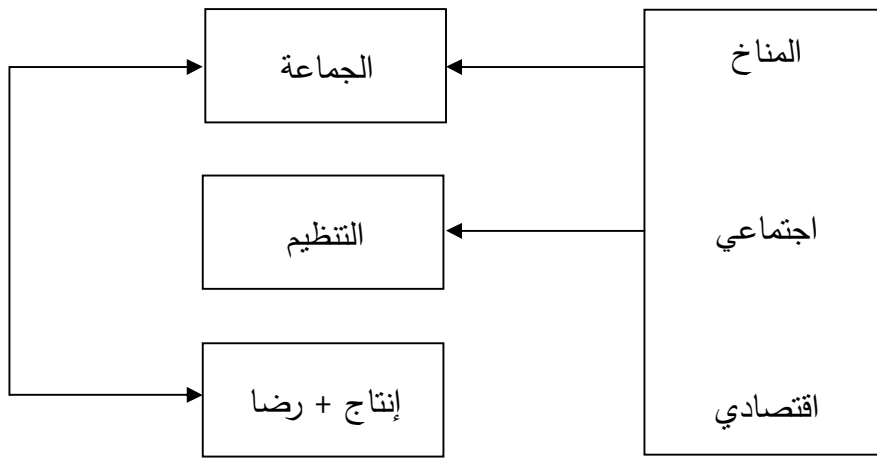 المناخ
الجماعة
اجتماعي
التنظيم
اقتصادي
إنتاج + رضا